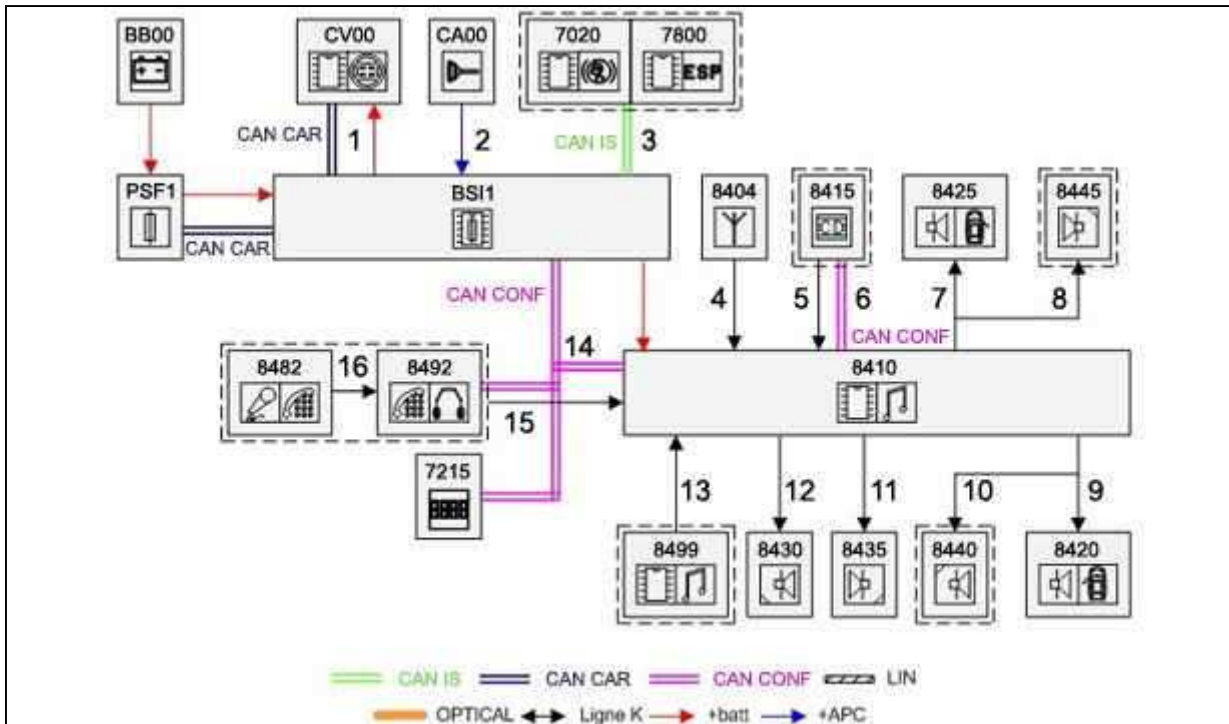 BB00 CV00 CA00 7020 7800
ESP
CAN CAR 1 2 CAN IS 3
PSF1 BSI1 8404 8415 8425 8445
CAN CAR
CAN CONF 4 5 6 7 8
CAN CONF
14
8482 16 8492 8410
15
7215 13 12 11 10 9
8499 8430 8435 8440 8420
CAN IS CAN CAR CAN CONF LIN
OPTICAL Ligne K +batt +APC